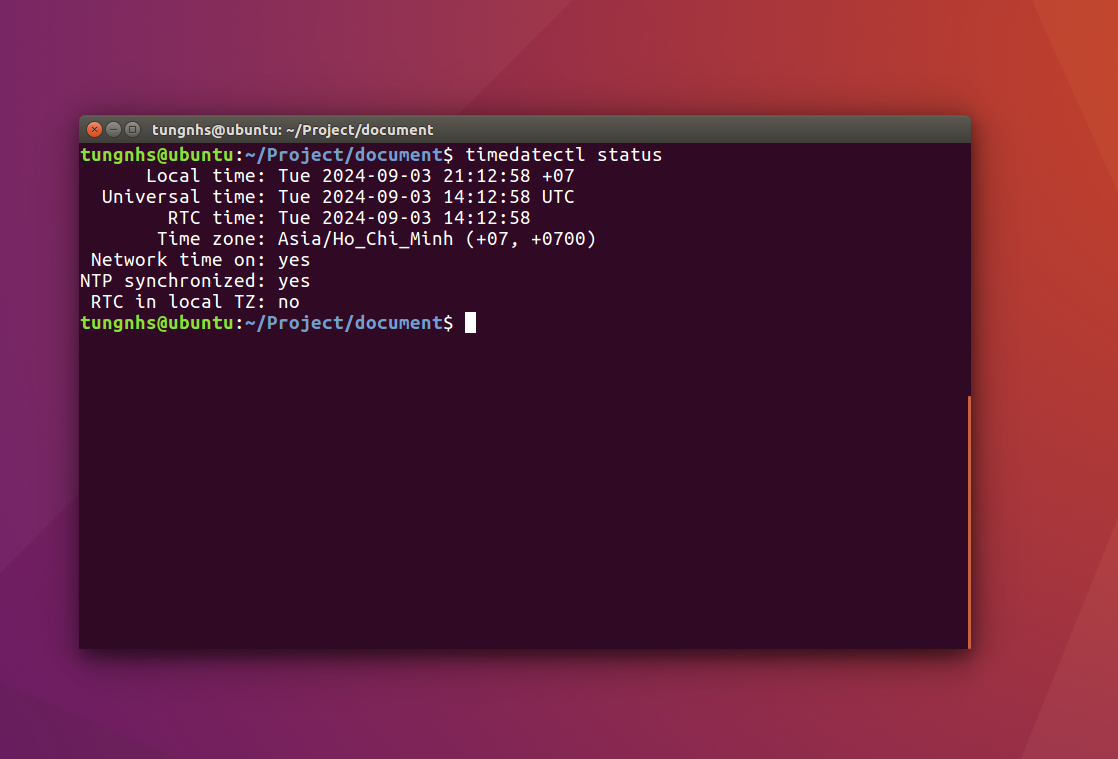 tungnhs@ubuntu: ~/Project/document
tungnhs@ubuntu:~/Project/document$ timedatectl status
      Local time: Tue 2024-09-03 21:12:58 +07
  Universal time: Tue 2024-09-03 14:12:58 UTC
        RTC time: Tue 2024-09-03 14:12:58
       Time zone: Asia/Ho_Chi_Minh (+07, +0700)
 Network time on: yes
NTP synchronized: yes
 RTC in local TZ: no
tungnhs@ubuntu:~/Project/document$